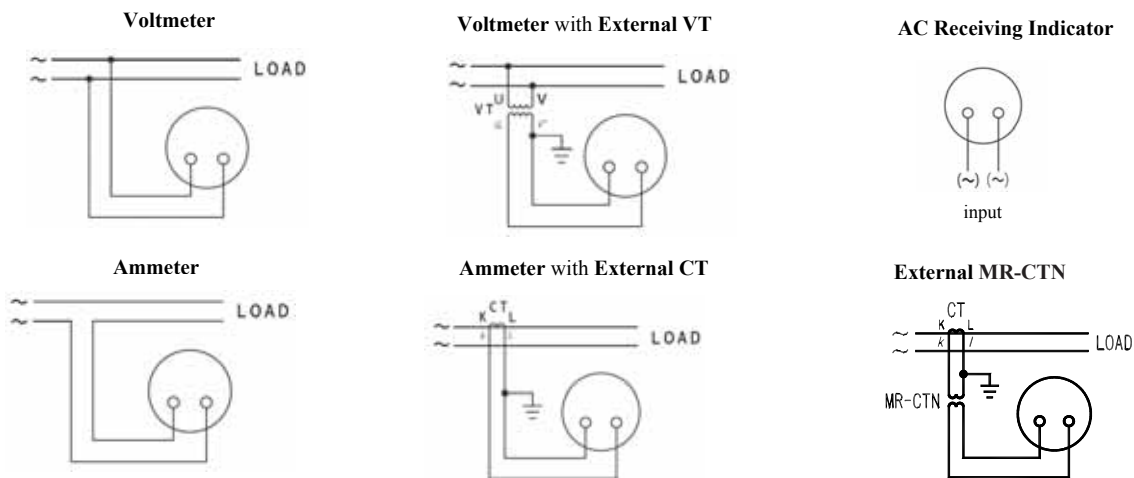 Voltmeter
~
~
LOAD
Voltmeter with External VT
~
~
LOAD
U V
VT
AC Receiving Indicator
(~) (~)
input
Ammeter
~
~
LOAD
Ammeter with External CT
CT
K L
~
~
LOAD
External MR-CTN
CT
K L
~
k l
~
LOAD
MR-CTN